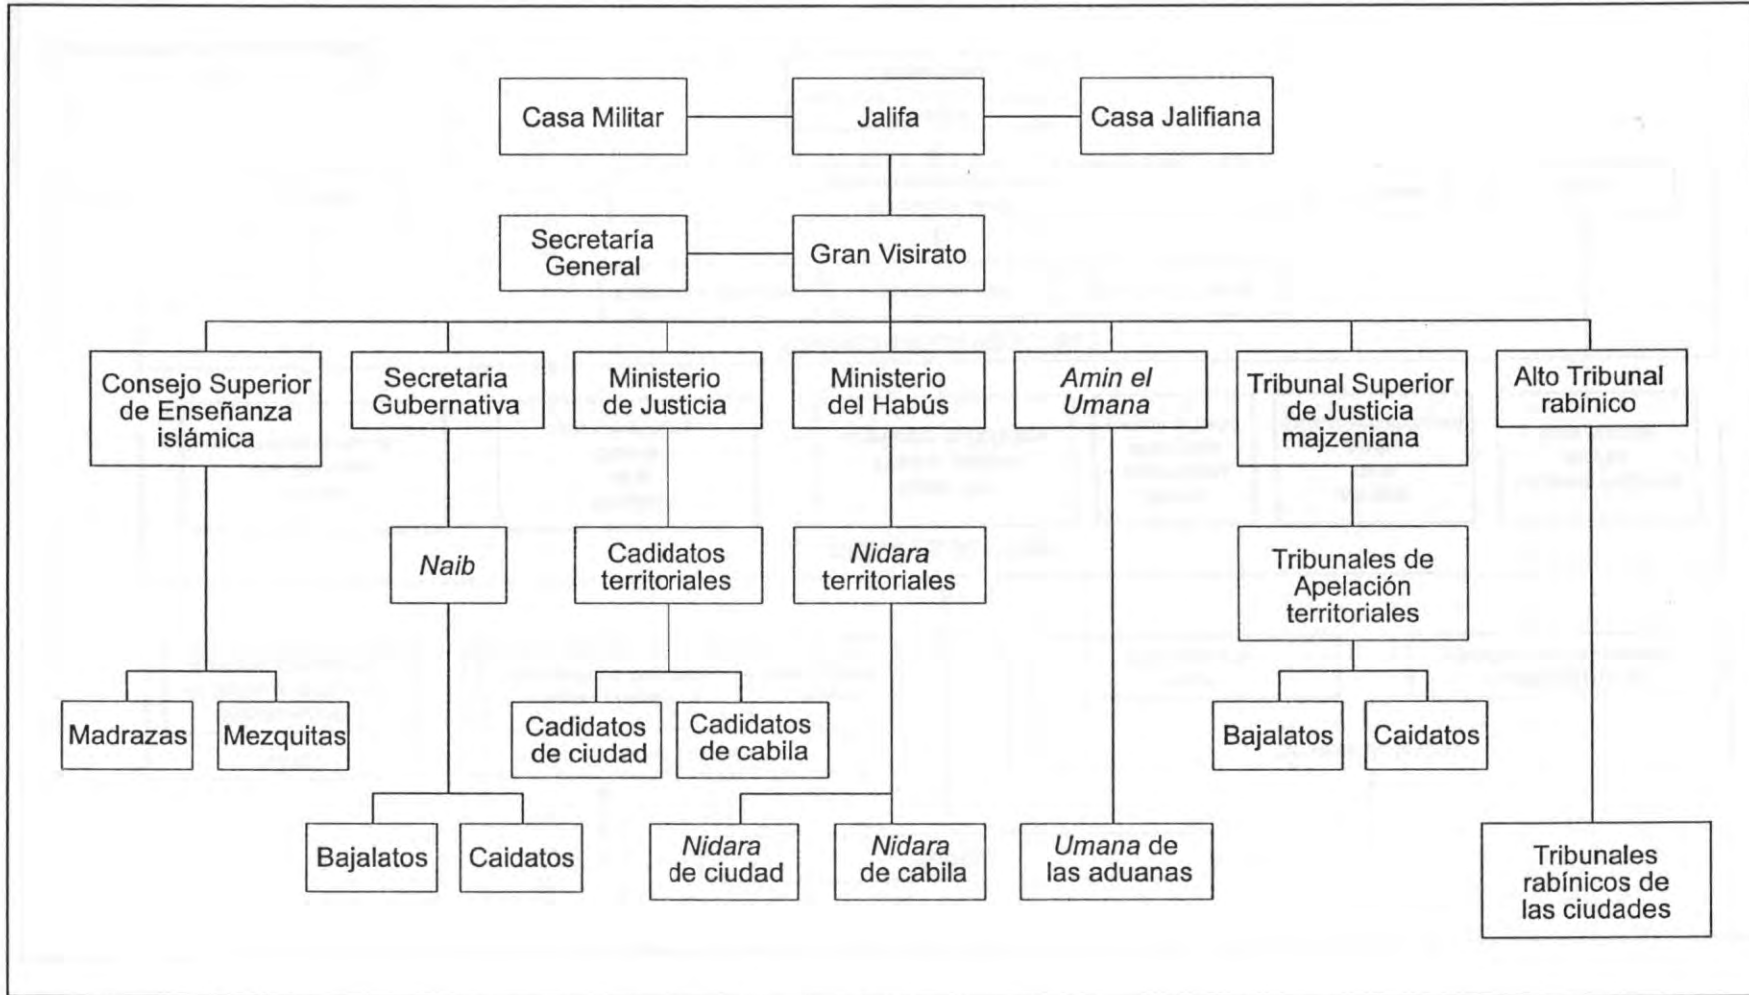 Casa Militar
Jalifa
Casa Jalifiana
Secretaría
General
Gran Visirato
Consejo Superior
de Enseñanza
islámica
Secretaria
Gubernativa
Ministerio
de Justicia
Ministerio
del Habús
Amin el
Umana
Tribunal Superior
de Justicia
majzeniana
Alto Tribunal
rabínico
Naib
Cadidatos
territoriales
Nidara
territoriales
Tribunales de
Apelación
territoriales
Madrazas
Mezquitas
Cadidatos
de ciudad
Cadidatos
de cabila
Bajalatos
Caidatos
Bajalatos
Caidatos
Nidara
de ciudad
Nidara
de cabila
Umana de
las aduanas
Tribunales
rabínicos de
las ciudades